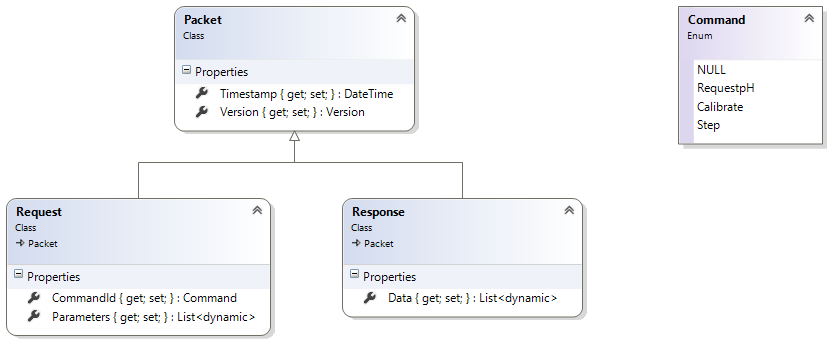 Packet
Class
Properties
Timestamp { get; set; } : DateTime
Version { get; set; } : Version
Command
Enum
NULL
RequestpH
Calibrate
Step
Request
Class
Packet
Properties
CommandId { get; set; } : Command
Parameters { get; set; } : List<dynamic>
Response
Class
Packet
Properties
Data { get; set; } : List<dynamic>